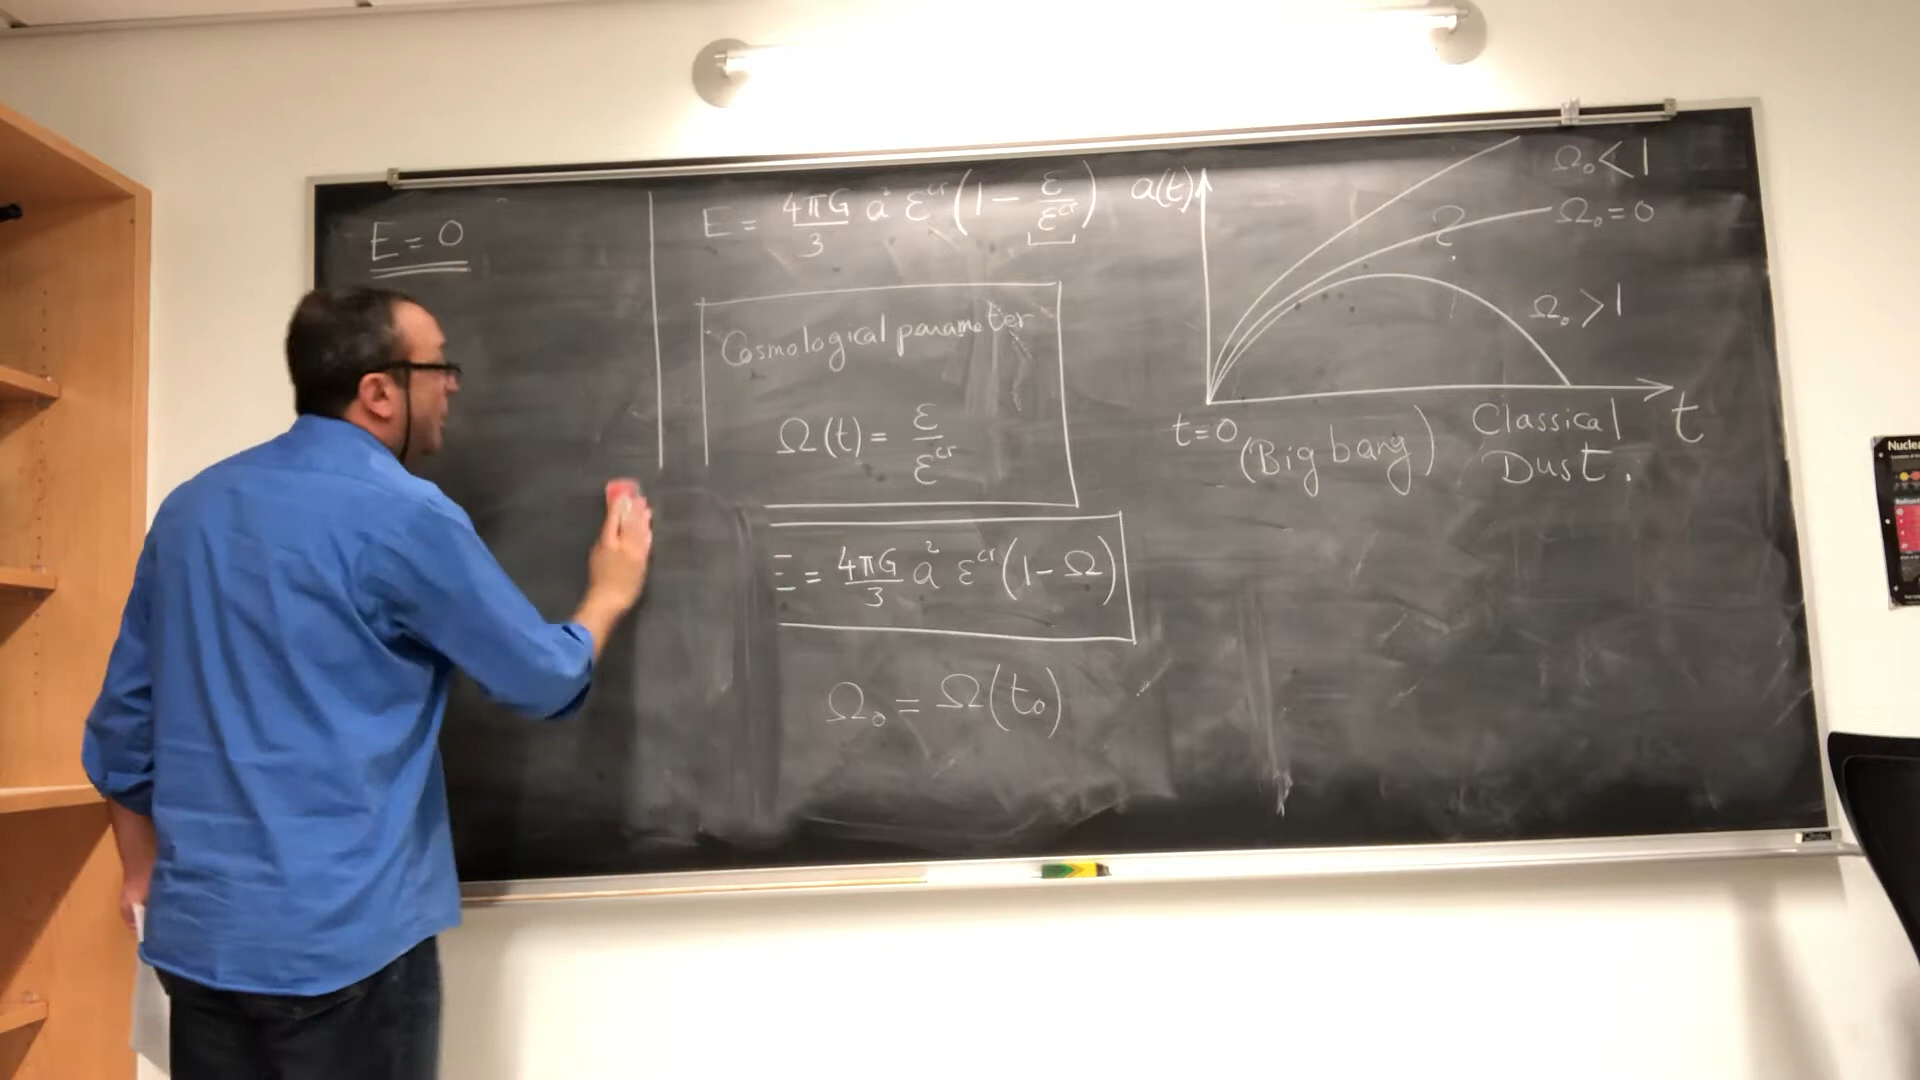 E = 0
E = 4πG/3 a² ε^cr (1 − ε/ε^cr)
Cosmological parameter
Ω(t) = ε/ε^cr
E = 4πG/3 a² ε^cr (1 − Ω)
Ω₀ = Ω(t₀)
a(t)
Ω₀ < 1
Ω₀ = 0
Ω₀ > 1
t
t=0
(Big bang)
Classical
Dust.
Nuclea